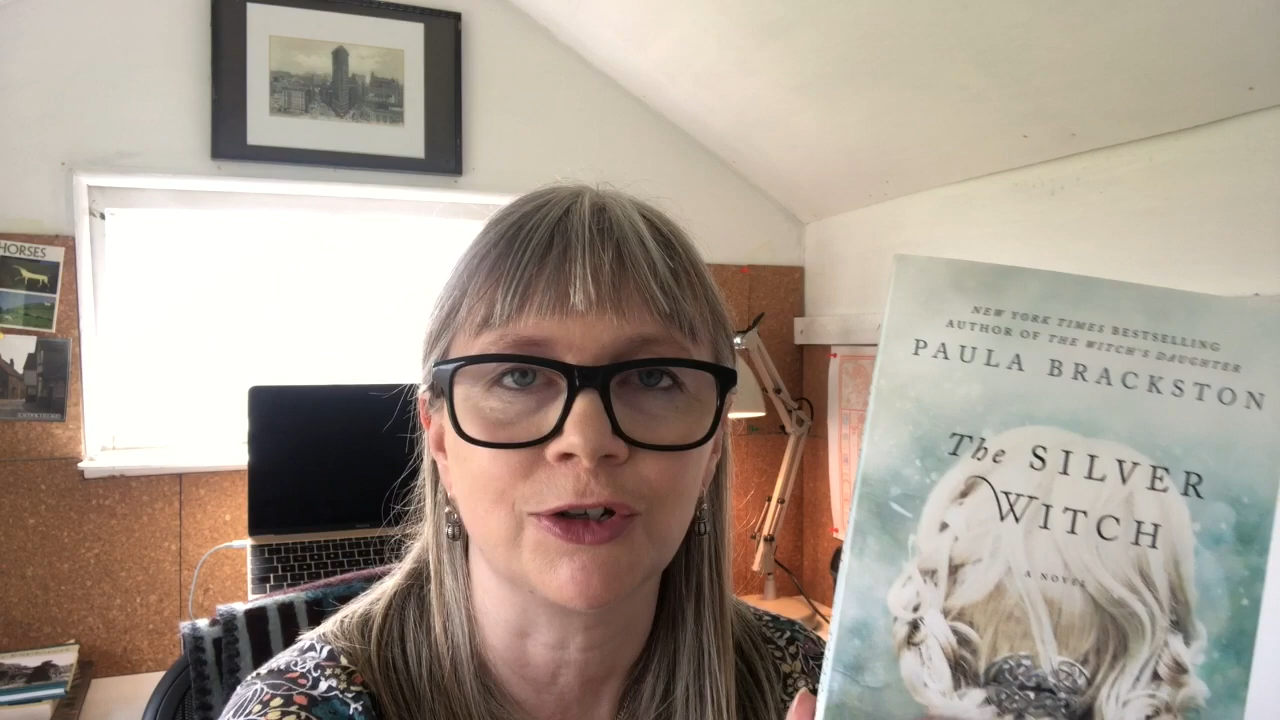 HORSES
NEW YORK TIMES BESTSELLING
AUTHOR OF THE WITCH'S DAUGHTER
PAULA BRACKSTON
The SILVER
WITCH
A NOVEL